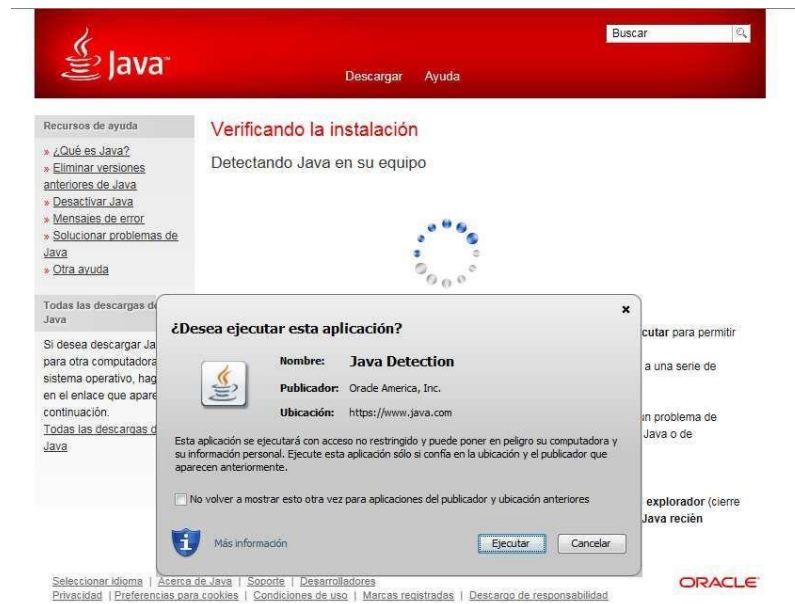 Java™
Buscar
Descargar Ayuda
Recursos de ayuda
» ¿Qué es Java?
» Eliminar versiones
anteriores de Java
» Desactivar Java
» Mensajes de error
» Solucionar problemas de
Java
» Otra ayuda
Todas las descargas de
Java
Si desea descargar Ja
para otra computadora
sistema operativo, hag
en el enlace que apare
continuación.
Todas las descargas d
Java
Verificando la instalación
Detectando Java en su equipo
cutar para permitir
a una serie de
un problema de
Java o de
explorador (cierre
Java recién
¿Desea ejecutar esta aplicación?
Nombre: Java Detection
Publicador: Oracle America, Inc.
Ubicación: https://www.java.com
Esta aplicación se ejecutará con acceso no restringido y puede poner en peligro su computadora y
su información personal. Ejecute esta aplicación sólo si confía en la ubicación y el publicador que
aparecen anteriormente.
No volver a mostrar esto otra vez para aplicaciones del publicador y ubicación anteriores
Más información
Ejecutar Cancelar
Seleccionar idioma | Acerca de Java | Soporte | Desarrolladores
Privacidad | Preferencias para cookies | Condiciones de uso | Marcas registradas | Descargo de responsabilidad
ORACLE